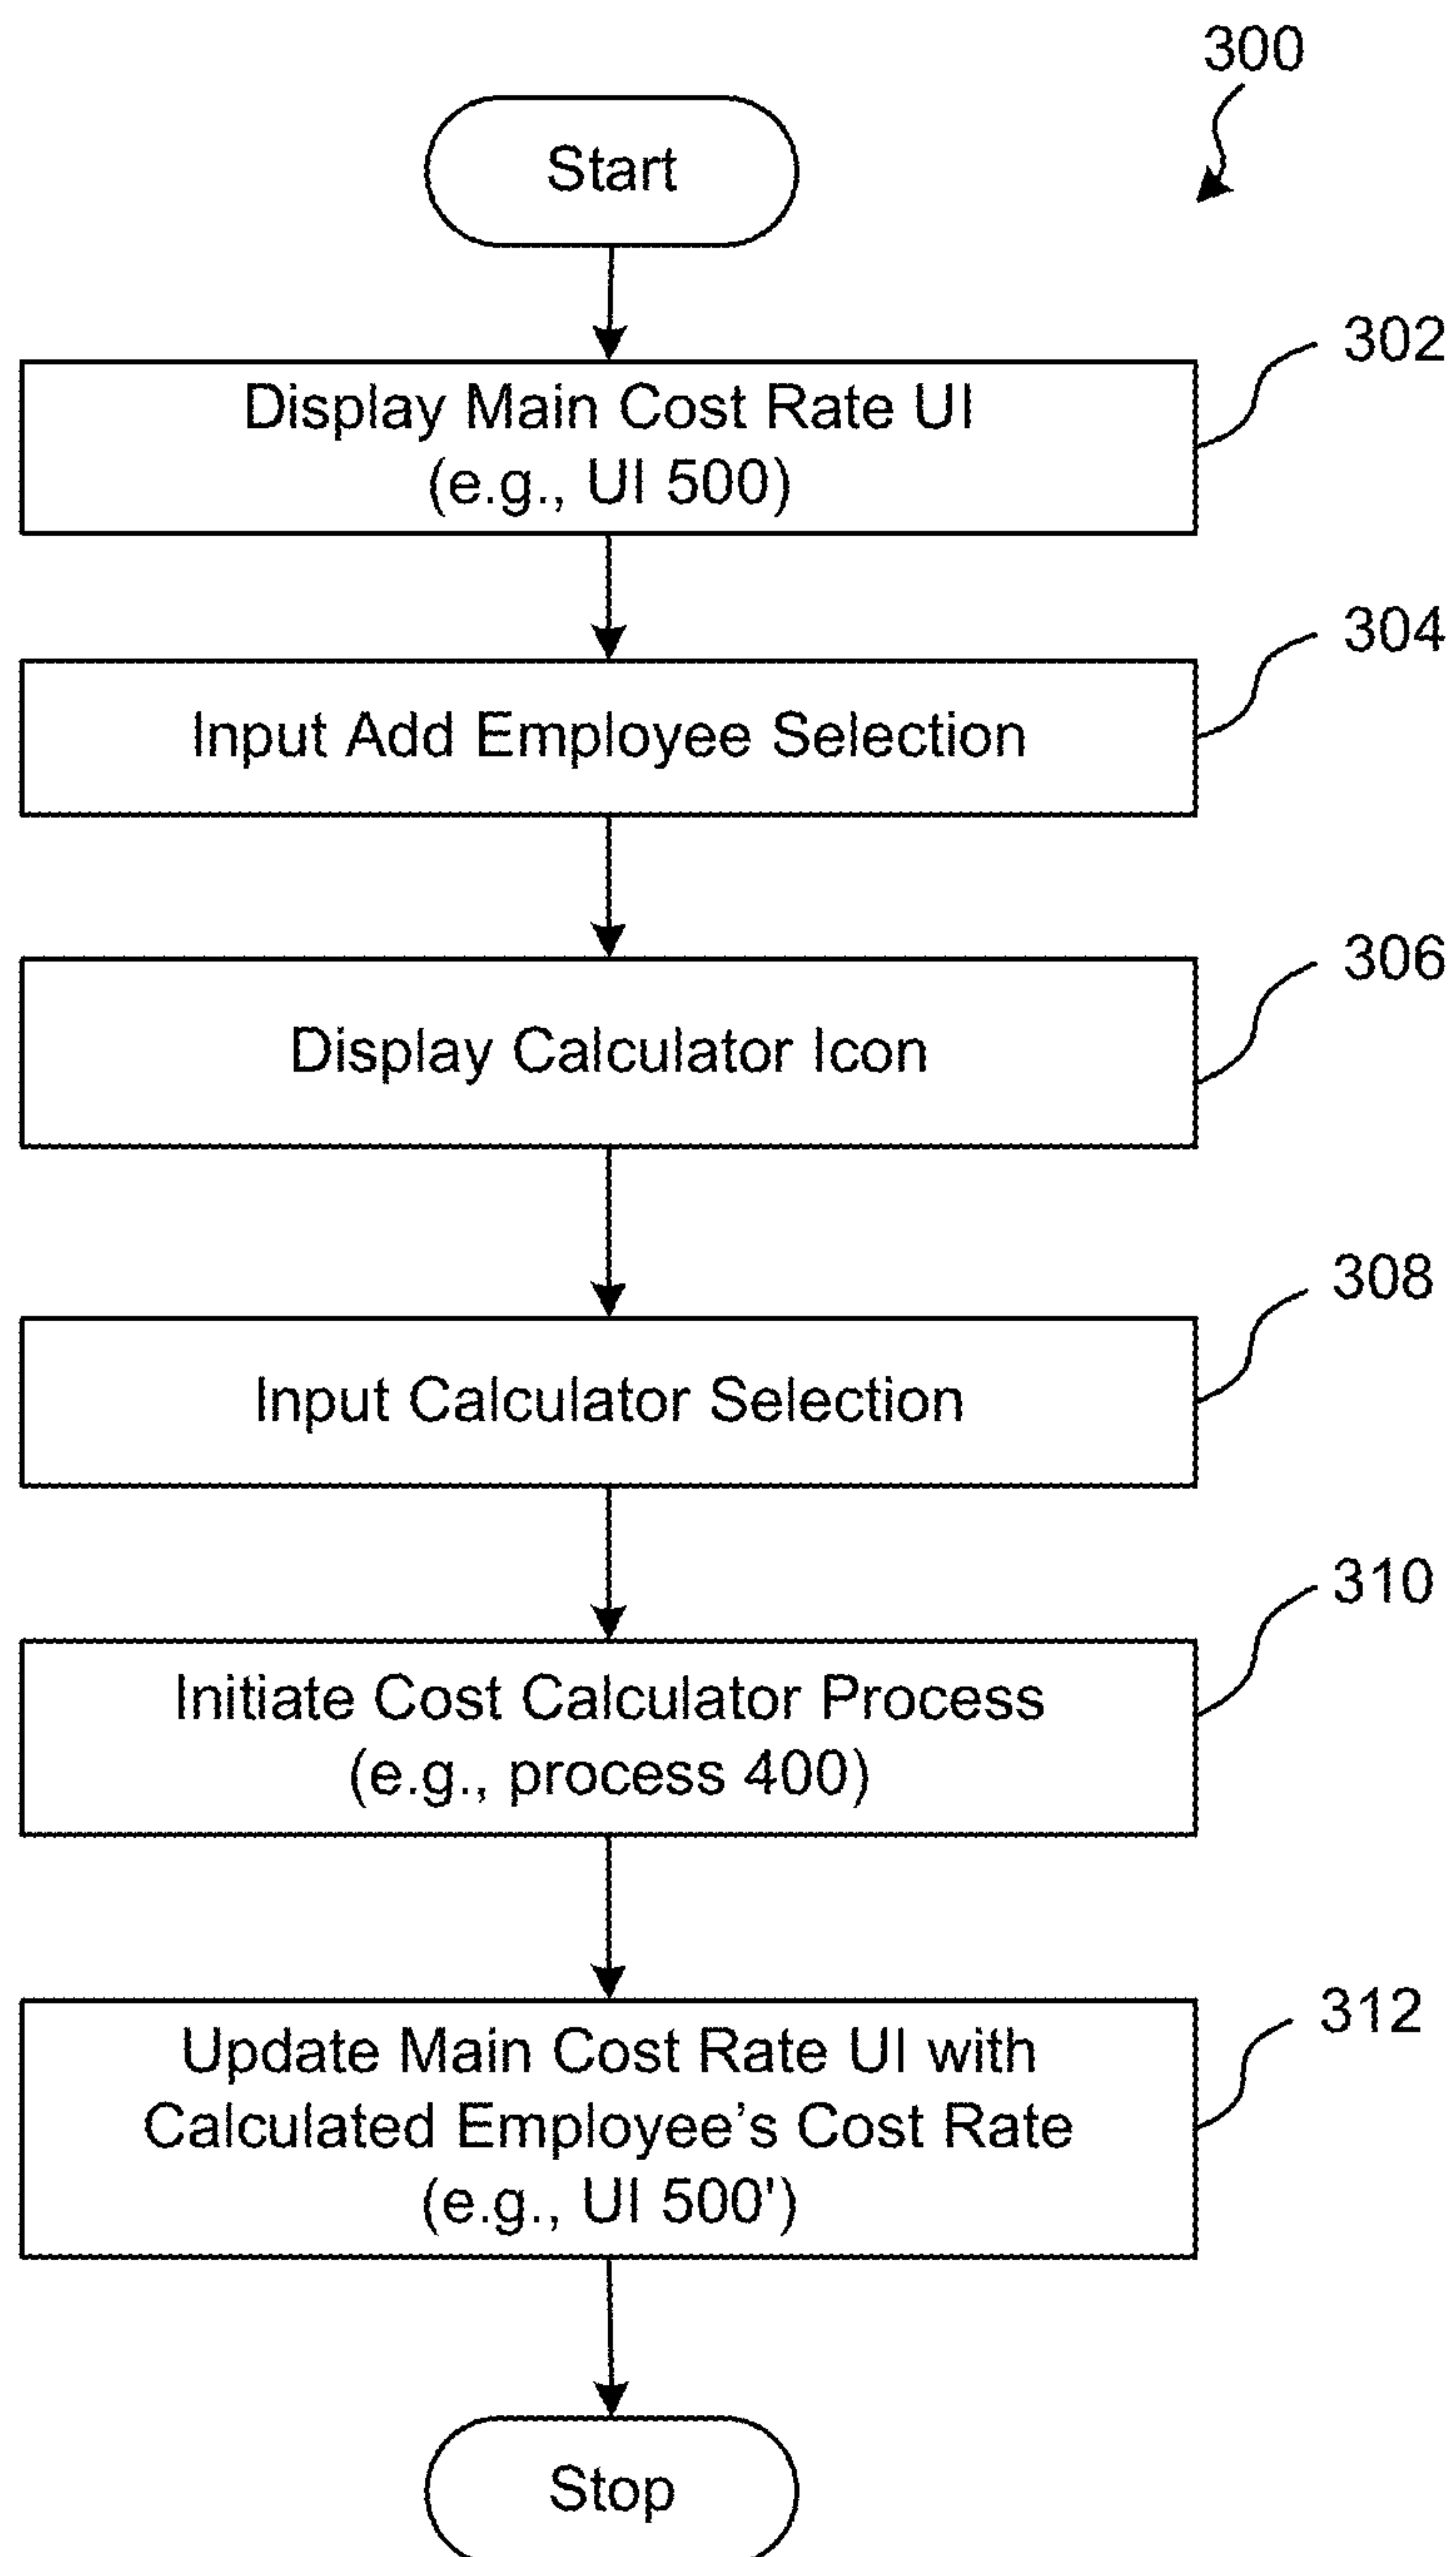 300
Start
302
Display Main Cost Rate UI
(e.g., UI 500)
304
Input Add Employee Selection
306
Display Calculator Icon
308
Input Calculator Selection
310
Initiate Cost Calculator Process
(e.g., process 400)
312
Update Main Cost Rate UI with
Calculated Employee’s Cost Rate
(e.g., UI 500')
Stop